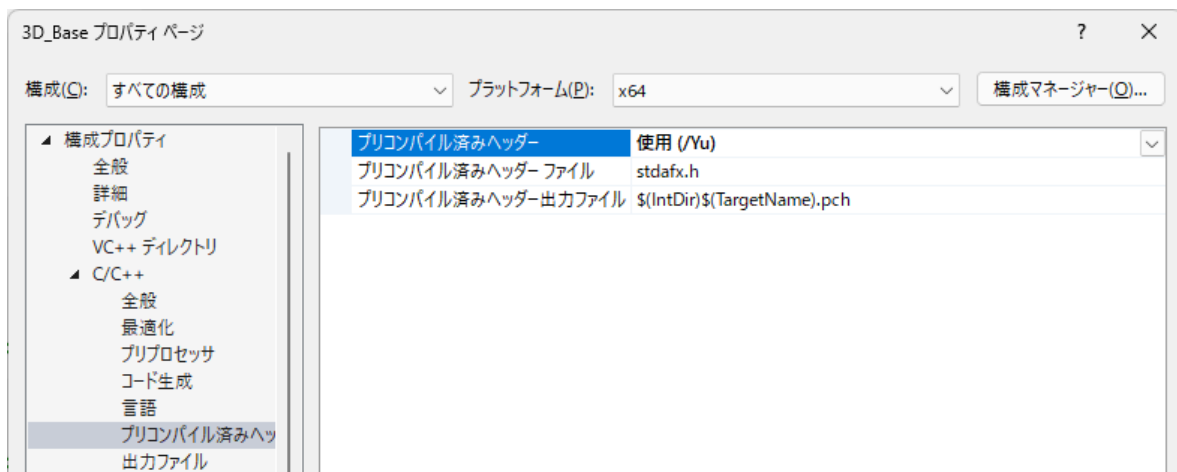 3D_Base プロパティ ページ ? ×
構成(C): すべての構成 プラットフォーム(P): x64 構成マネージャー(O)...
構成プロパティ
全般
詳細
デバッグ
VC++ ディレクトリ
C/C++
全般
最適化
プリプロセッサ
コード生成
言語
プリコンパイル済みヘッ
出力ファイル
プリコンパイル済みヘッダー 使用 (/Yu)
プリコンパイル済みヘッダー ファイル stdafx.h
プリコンパイル済みヘッダー出力ファイル $(IntDir)$(TargetName).pch